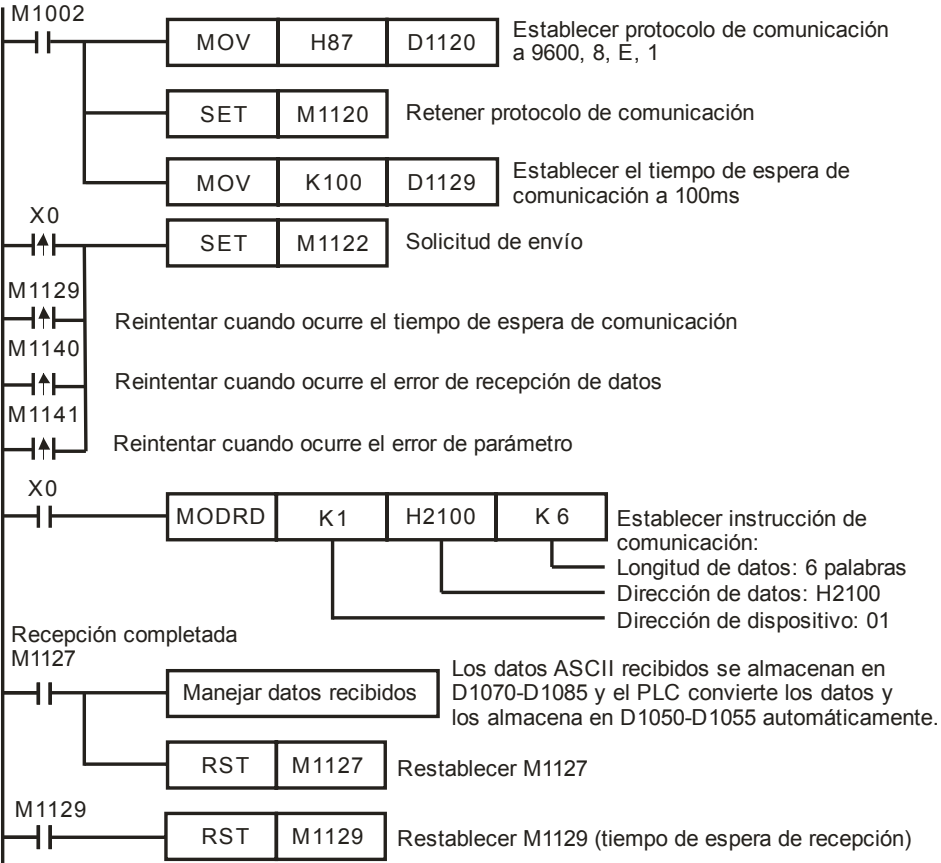 M1002
MOV H87 D1120 Establecer protocolo de comunicación
a 9600, 8, E, 1
SET M1120 Retener protocolo de comunicación
MOV K100 D1129 Establecer el tiempo de espera de
comunicación a 100ms
X0
SET M1122 Solicitud de envío
M1129
Reintentar cuando ocurre el tiempo de espera de comunicación
M1140
Reintentar cuando ocurre el error de recepción de datos
M1141
Reintentar cuando ocurre el error de parámetro
X0
MODRD K1 H2100 K 6 Establecer instrucción de
comunicación:
Longitud de datos: 6 palabras
Dirección de datos: H2100
Dirección de dispositivo: 01
Recepción completada
M1127
Manejar datos recibidos Los datos ASCII recibidos se almacenan en
D1070-D1085 y el PLC convierte los datos y
los almacena en D1050-D1055 automáticamente.
RST M1127 Restablecer M1127
M1129
RST M1129 Restablecer M1129 (tiempo de espera de recepción)